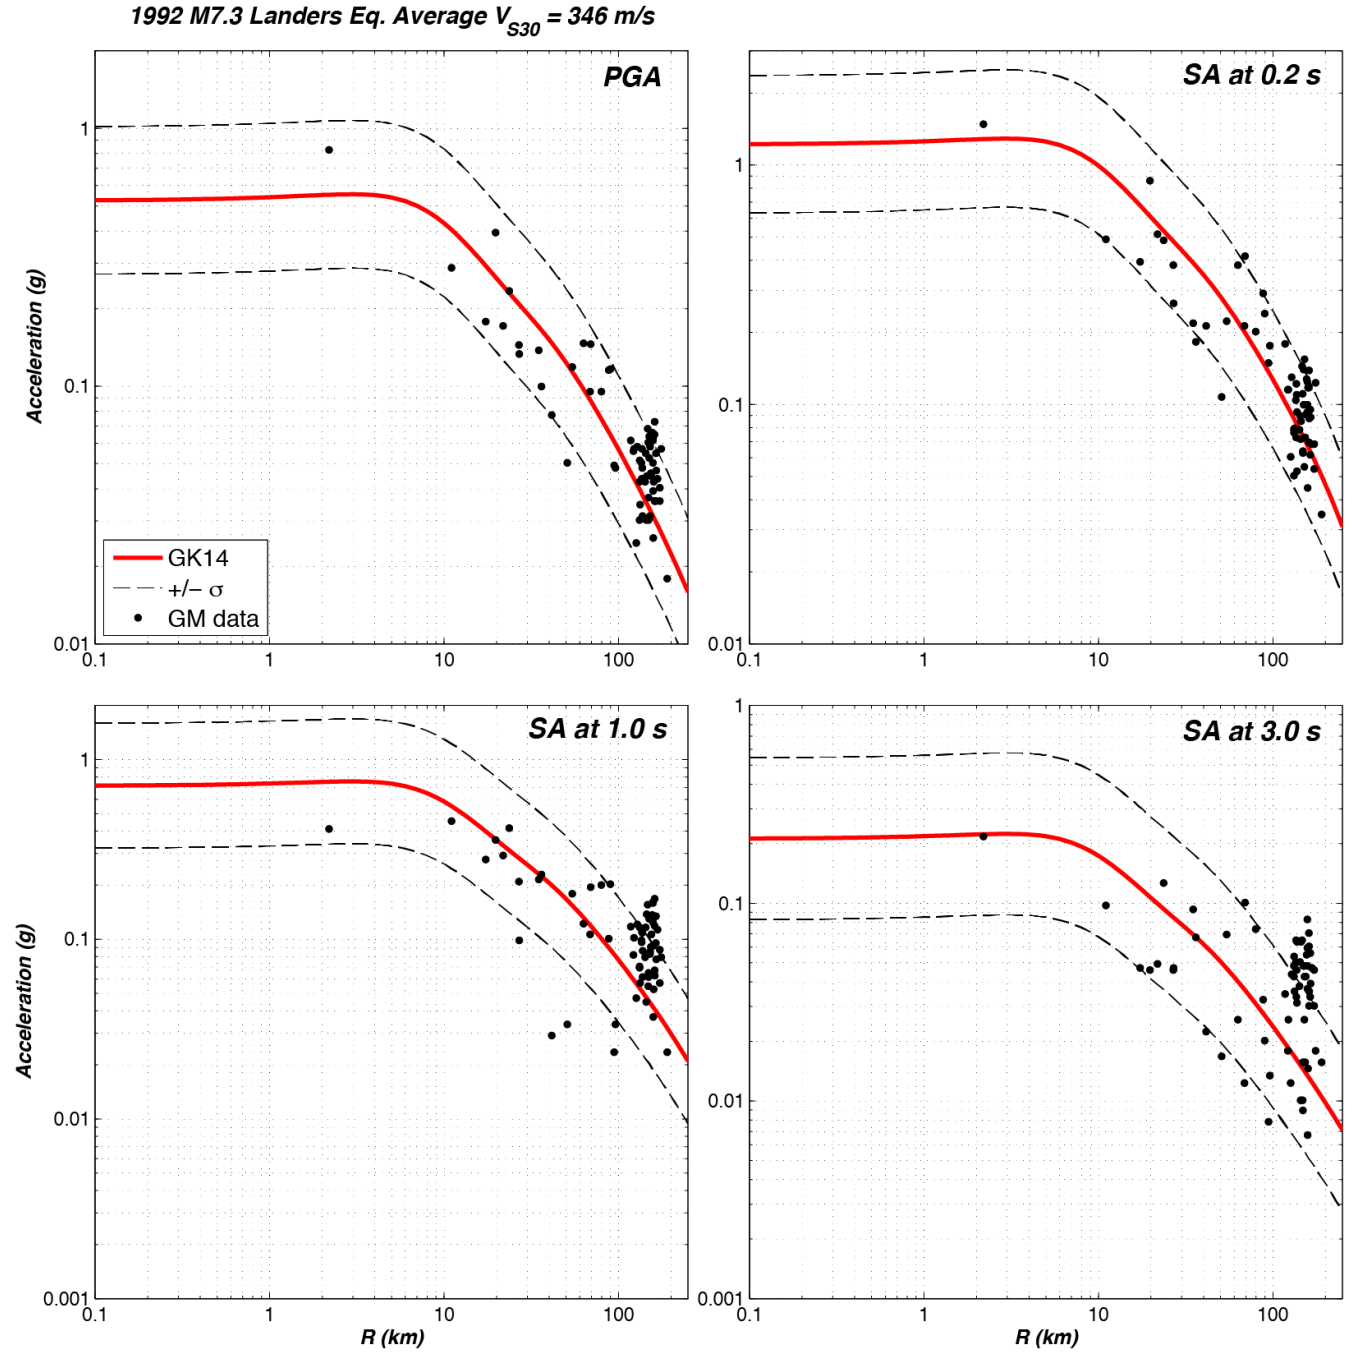 1992 M7.3 Landers Eq. Average VS30 = 346 m/s
PGA
1
0.1
0.01
0.1 1 10 100
Acceleration (g)
GK14
+/− σ
GM data
SA at 0.2 s
1
0.1
0.01
0.1 1 10 100
SA at 1.0 s
1
0.1
0.01
0.001
0.1 1 10 100
Acceleration (g)
R (km)
SA at 3.0 s
1
0.1
0.01
0.001
0.1 1 10 100
R (km)